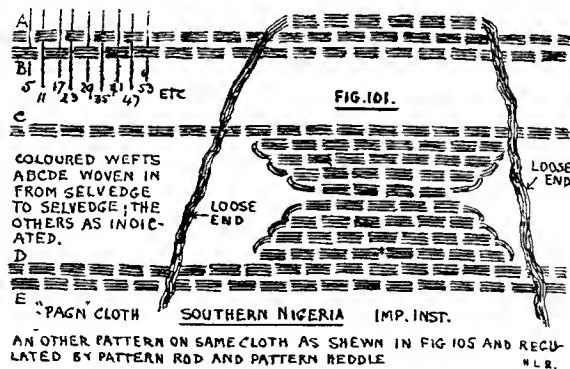 A
B
5 11 17 23 29 35 41 47 53 ETC
FIG.101.
C
COLOURED WEFTS
ABCDE WOVEN IN
FROM SELVEDGE
TO SELVEDGE; THE
OTHERS AS INDIC-
ATED.
LOOSE
END
LOOSE
END
D
E
"PAGN" CLOTH SOUTHERN NIGERIA IMP. INST.
AN OTHER PATTERN ON SAME CLOTH AS SHEWN IN FIG 105 AND REGU-
LATED BY PATTERN ROD AND PATTERN HEDDLE
H.L.R.